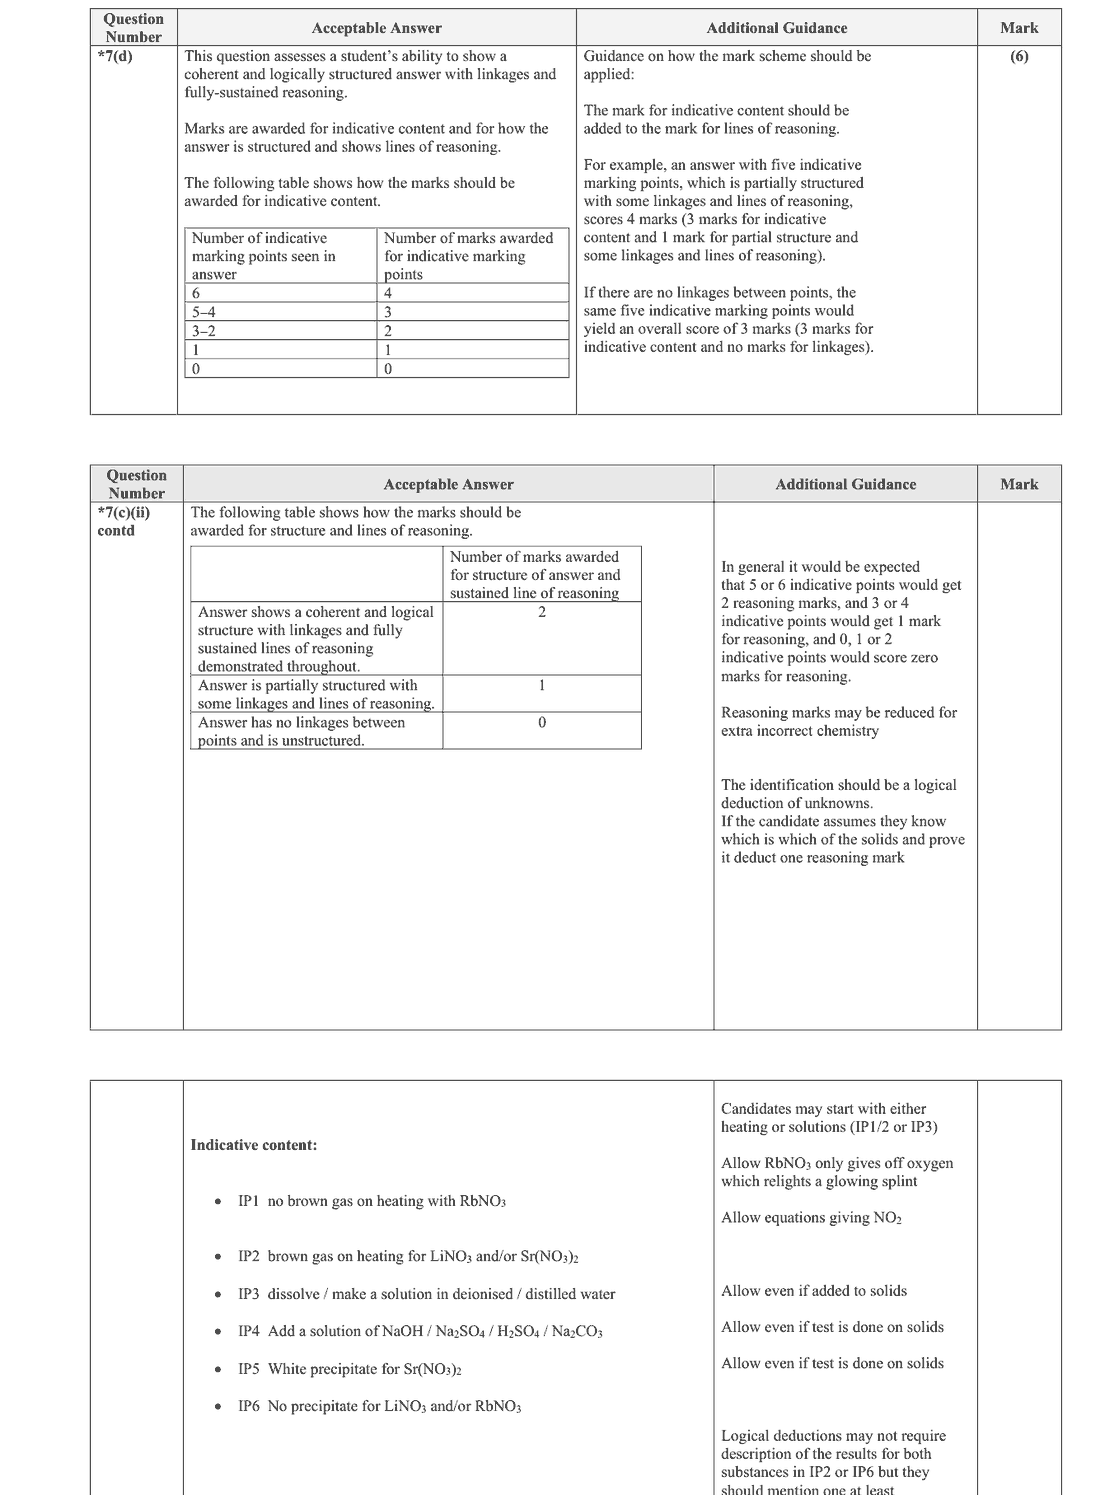 Question Number | Acceptable Answer | Additional Guidance | Mark
*7(d)
This question assesses a student's ability to show a
coherent and logically structured answer with linkages and
fully-sustained reasoning.
Marks are awarded for indicative content and for how the
answer is structured and shows lines of reasoning.
The following table shows how the marks should be
awarded for indicative content.
Number of indicative marking points seen in answer | Number of marks awarded for indicative marking points
6 | 4
5–4 | 3
3–2 | 2
1 | 1
0 | 0
Guidance on how the mark scheme should be
applied:
The mark for indicative content should be
added to the mark for lines of reasoning.
For example, an answer with five indicative
marking points, which is partially structured
with some linkages and lines of reasoning,
scores 4 marks (3 marks for indicative
content and 1 mark for partial structure and
some linkages and lines of reasoning).
If there are no linkages between points, the
same five indicative marking points would
yield an overall score of 3 marks (3 marks for
indicative content and no marks for linkages).
(6)
Question Number | Acceptable Answer | Additional Guidance | Mark
*7(c)(ii)
contd
The following table shows how the marks should be
awarded for structure and lines of reasoning.
Number of marks awarded
for structure of answer and
sustained line of reasoning
Answer shows a coherent and logical
structure with linkages and fully
sustained lines of reasoning
demonstrated throughout.
2
Answer is partially structured with
some linkages and lines of reasoning.
1
Answer has no linkages between
points and is unstructured.
0
In general it would be expected
that 5 or 6 indicative points would get
2 reasoning marks, and 3 or 4
indicative points would get 1 mark
for reasoning, and 0, 1 or 2
indicative points would score zero
marks for reasoning.
Reasoning marks may be reduced for
extra incorrect chemistry
The identification should be a logical
deduction of unknowns.
If the candidate assumes they know
which is which of the solids and prove
it deduct one reasoning mark
Indicative content:
• IP1 no brown gas on heating with RbNO₃
• IP2 brown gas on heating for LiNO₃ and/or Sr(NO₃)₂
• IP3 dissolve / make a solution in deionised / distilled water
• IP4 Add a solution of NaOH / Na₂SO₄ / H₂SO₄ / Na₂CO₃
• IP5 White precipitate for Sr(NO₃)₂
• IP6 No precipitate for LiNO₃ and/or RbNO₃
Candidates may start with either
heating or solutions (IP1/2 or IP3)
Allow RbNO₃ only gives off oxygen
which relights a glowing splint
Allow equations giving NO₂
Allow even if added to solids
Allow even if test is done on solids
Allow even if test is done on solids
Logical deductions may not require
description of the results for both
substances in IP2 or IP6 but they
should mention one at least